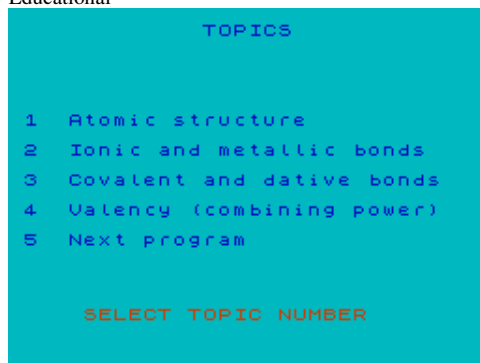 Educational
TOPICS
1 Atomic structure
2 Ionic and metallic bonds
3 Covalent and dative bonds
4 Valency (combining power)
5 Next program
SELECT TOPIC NUMBER